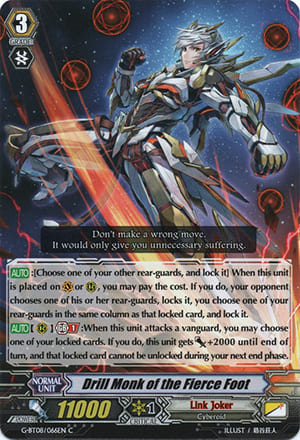 3
Don't make a wrong move.
It would only give you unnecessary suffering.
AUTO :[Choose one of your other rear-guards, and lock it] When this
unit is placed on or , you may pay the cost. If you do, your opponent
chooses one of his or her rear-guards, locks it, you choose one of your
rear-guards in the same column as that locked card, and lock it.
AUTO [ ] 1 :When this unit attacks a vanguard, you may choose
one of your locked cards. If you do, this unit gets +2000 until end of
turn, and that locked card cannot be unlocked during your next end phase.
NORMAL
UNIT
Drill Monk of the Fierce Foot
POWER
11000
1
CRITICAL
Link Joker
Cyberoid
G-BT08/066EN C
ILLUST /